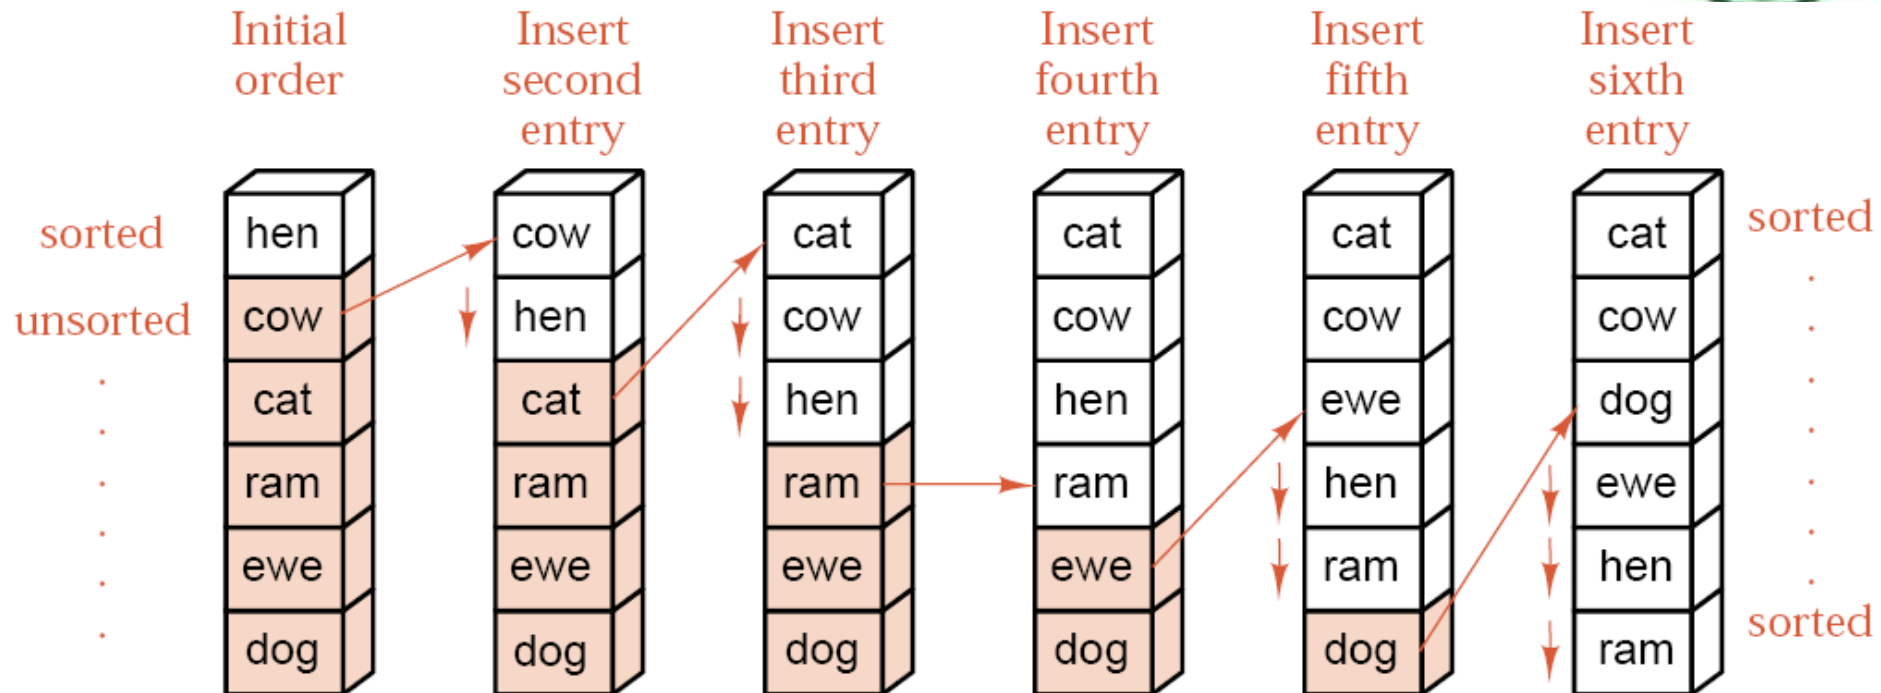 Initial
order
Insert
second
entry
Insert
third
entry
Insert
fourth
entry
Insert
fifth
entry
Insert
sixth
entry
sorted
unsorted
hen
cow
cat
ram
ewe
dog
cow
hen
cat
ram
ewe
dog
cat
cow
hen
ram
ewe
dog
cat
cow
hen
ram
ewe
dog
cat
cow
ewe
hen
ram
dog
cat
cow
dog
ewe
hen
ram
sorted
sorted